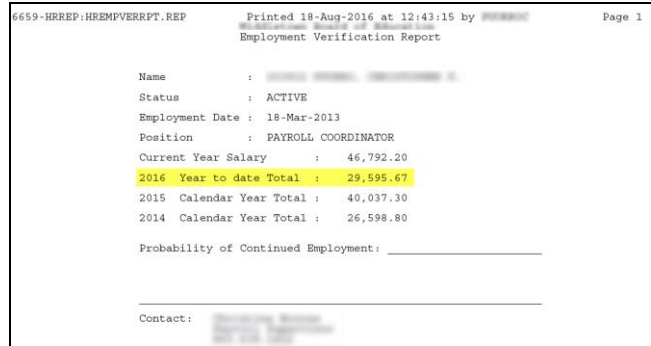 6659-HRREP:HREMPVERRPT.REP Printed 18-Aug-2016 at 12:43:15 by Page 1
Employment Verification Report
Name :
Status : ACTIVE
Employment Date : 18-Mar-2013
Position : PAYROLL COORDINATOR
Current Year Salary : 46,792.20
2016 Year to date Total : 29,595.67
2015 Calendar Year Total : 40,037.30
2014 Calendar Year Total : 26,598.80
Probability of Continued Employment:
Contact: